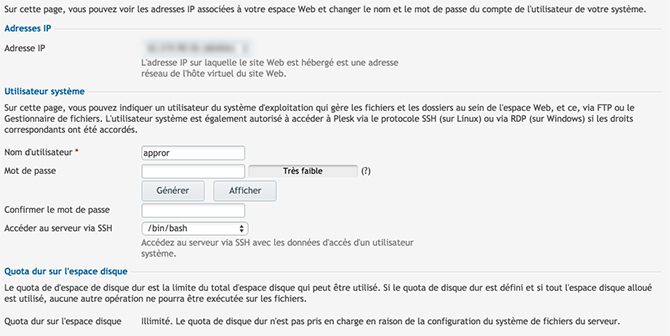 Sur cette page, vous pouvez voir les adresses IP associées à votre espace Web et changer le nom et le mot de passe du compte de l'utilisateur de votre système.
Adresses IP
Adresse IP
L'adresse IP sur laquelle le site Web est hébergé est une adresse
réseau de l'hôte virtuel du site Web.
Utilisateur système
Sur cette page, vous pouvez indiquer un utilisateur du système d'exploitation qui gère les fichiers et les dossiers au sein de l'espace Web, et ce, via FTP ou le
Gestionnaire de fichiers. L'utilisateur système est également autorisé à accéder à Plesk via le protocole SSH (sur Linux) ou via RDP (sur Windows) si les droits
correspondants ont été accordés.
Nom d'utilisateur * appror
Mot de passe Très faible (?)
Générer Afficher
Confirmer le mot de passe
Accéder au serveur via SSH /bin/bash
Accédez au serveur via SSH avec les données d'accès d'un utilisateur
système.
Quota dur sur l'espace disque
Le quota de d'espace de disque dur est la limite du total d'espace disque qui peut être utilisé. Si le quota de disque dur est défini et si tout l'espace disque alloué
est utilisé, aucune autre opération ne pourra être exécutée sur les fichiers.
Quota dur sur l'espace disque Illimité. Le quota de disque dur n'est pas pris en charge en raison de la configuration du système de fichiers du serveur.